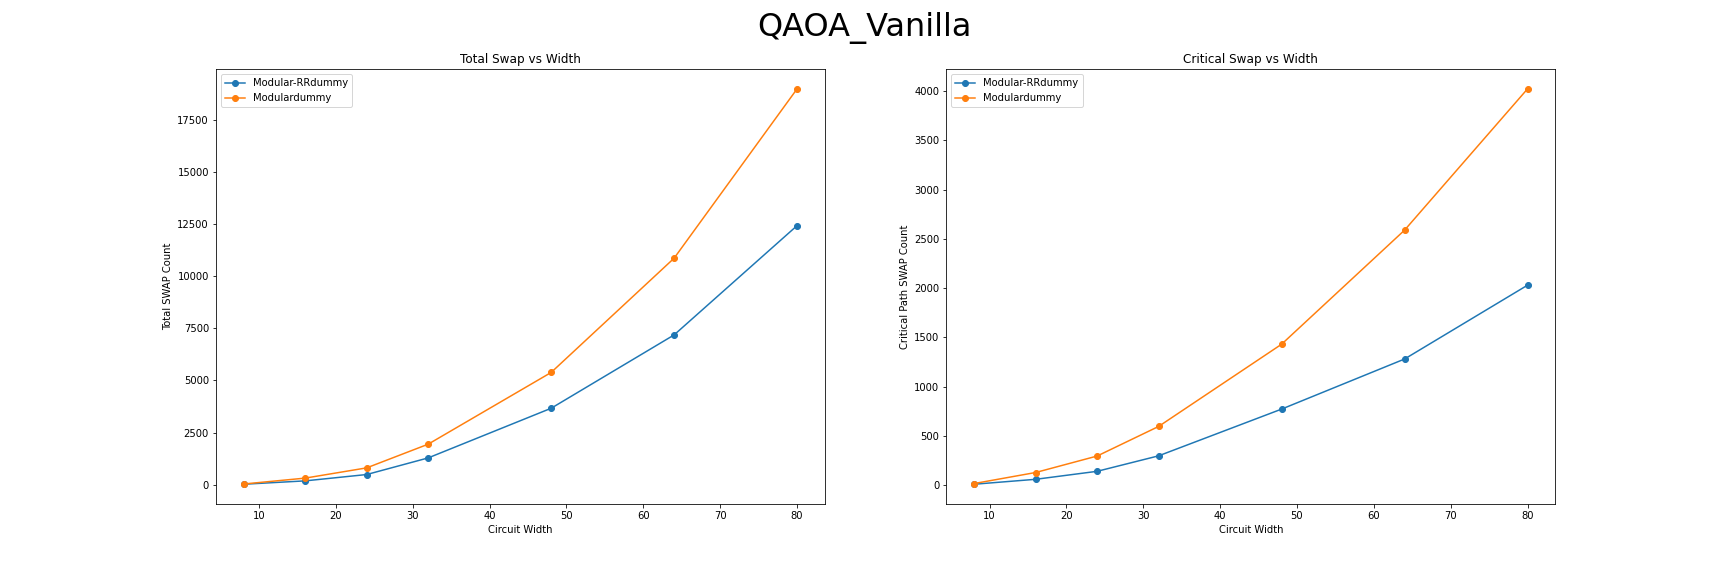 QAOA_Vanilla
Total Swap vs Width
Modular-RRdummy
Modulardummy
17500
15000
12500
10000
7500
5000
2500
0
Total SWAP Count
10 20 30 40 50 60 70 80
Circuit Width
Critical Swap vs Width
Modular-RRdummy
Modulardummy
4000
3500
3000
2500
2000
1500
1000
500
0
Critical Path SWAP Count
10 20 30 40 50 60 70 80
Circuit Width